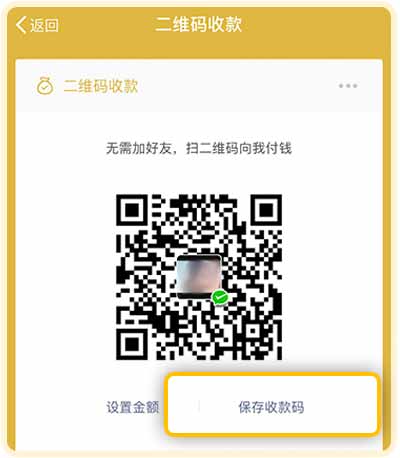 返回
二维码收款
二维码收款
无需加好友，扫二维码向我付钱
设置金额
保存收款码